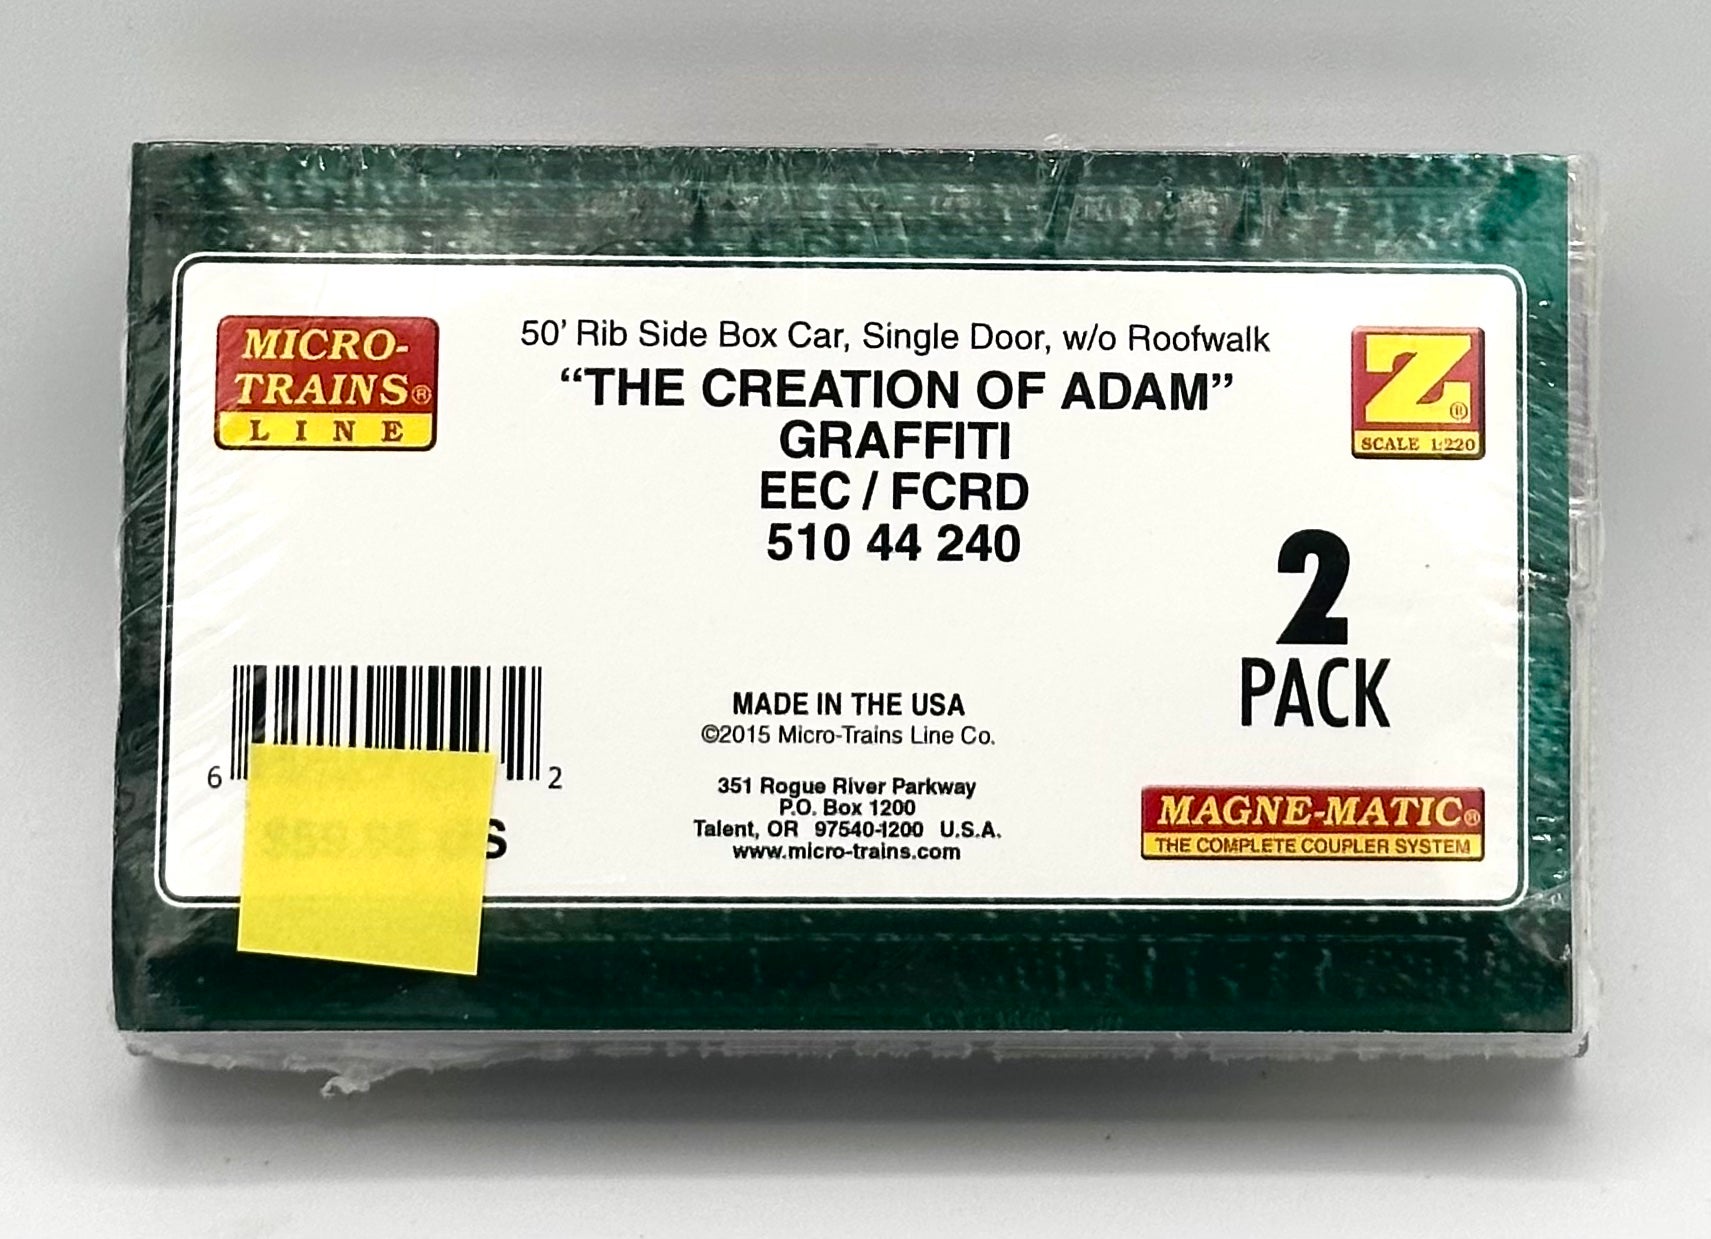 MICRO-
TRAINS®
LINE
50' Rib Side Box Car, Single Door, w/o Roofwalk
“THE CREATION OF ADAM”
GRAFFITI
EEC / FCRD
510 44 240
Z®
SCALE 1:220
2
PACK
6 2
S
MADE IN THE USA
©2015 Micro-Trains Line Co.
351 Rogue River Parkway
P.O. Box 1200
Talent, OR 97540-1200 U.S.A.
www.micro-trains.com
MAGNE-MATIC®
THE COMPLETE COUPLER SYSTEM